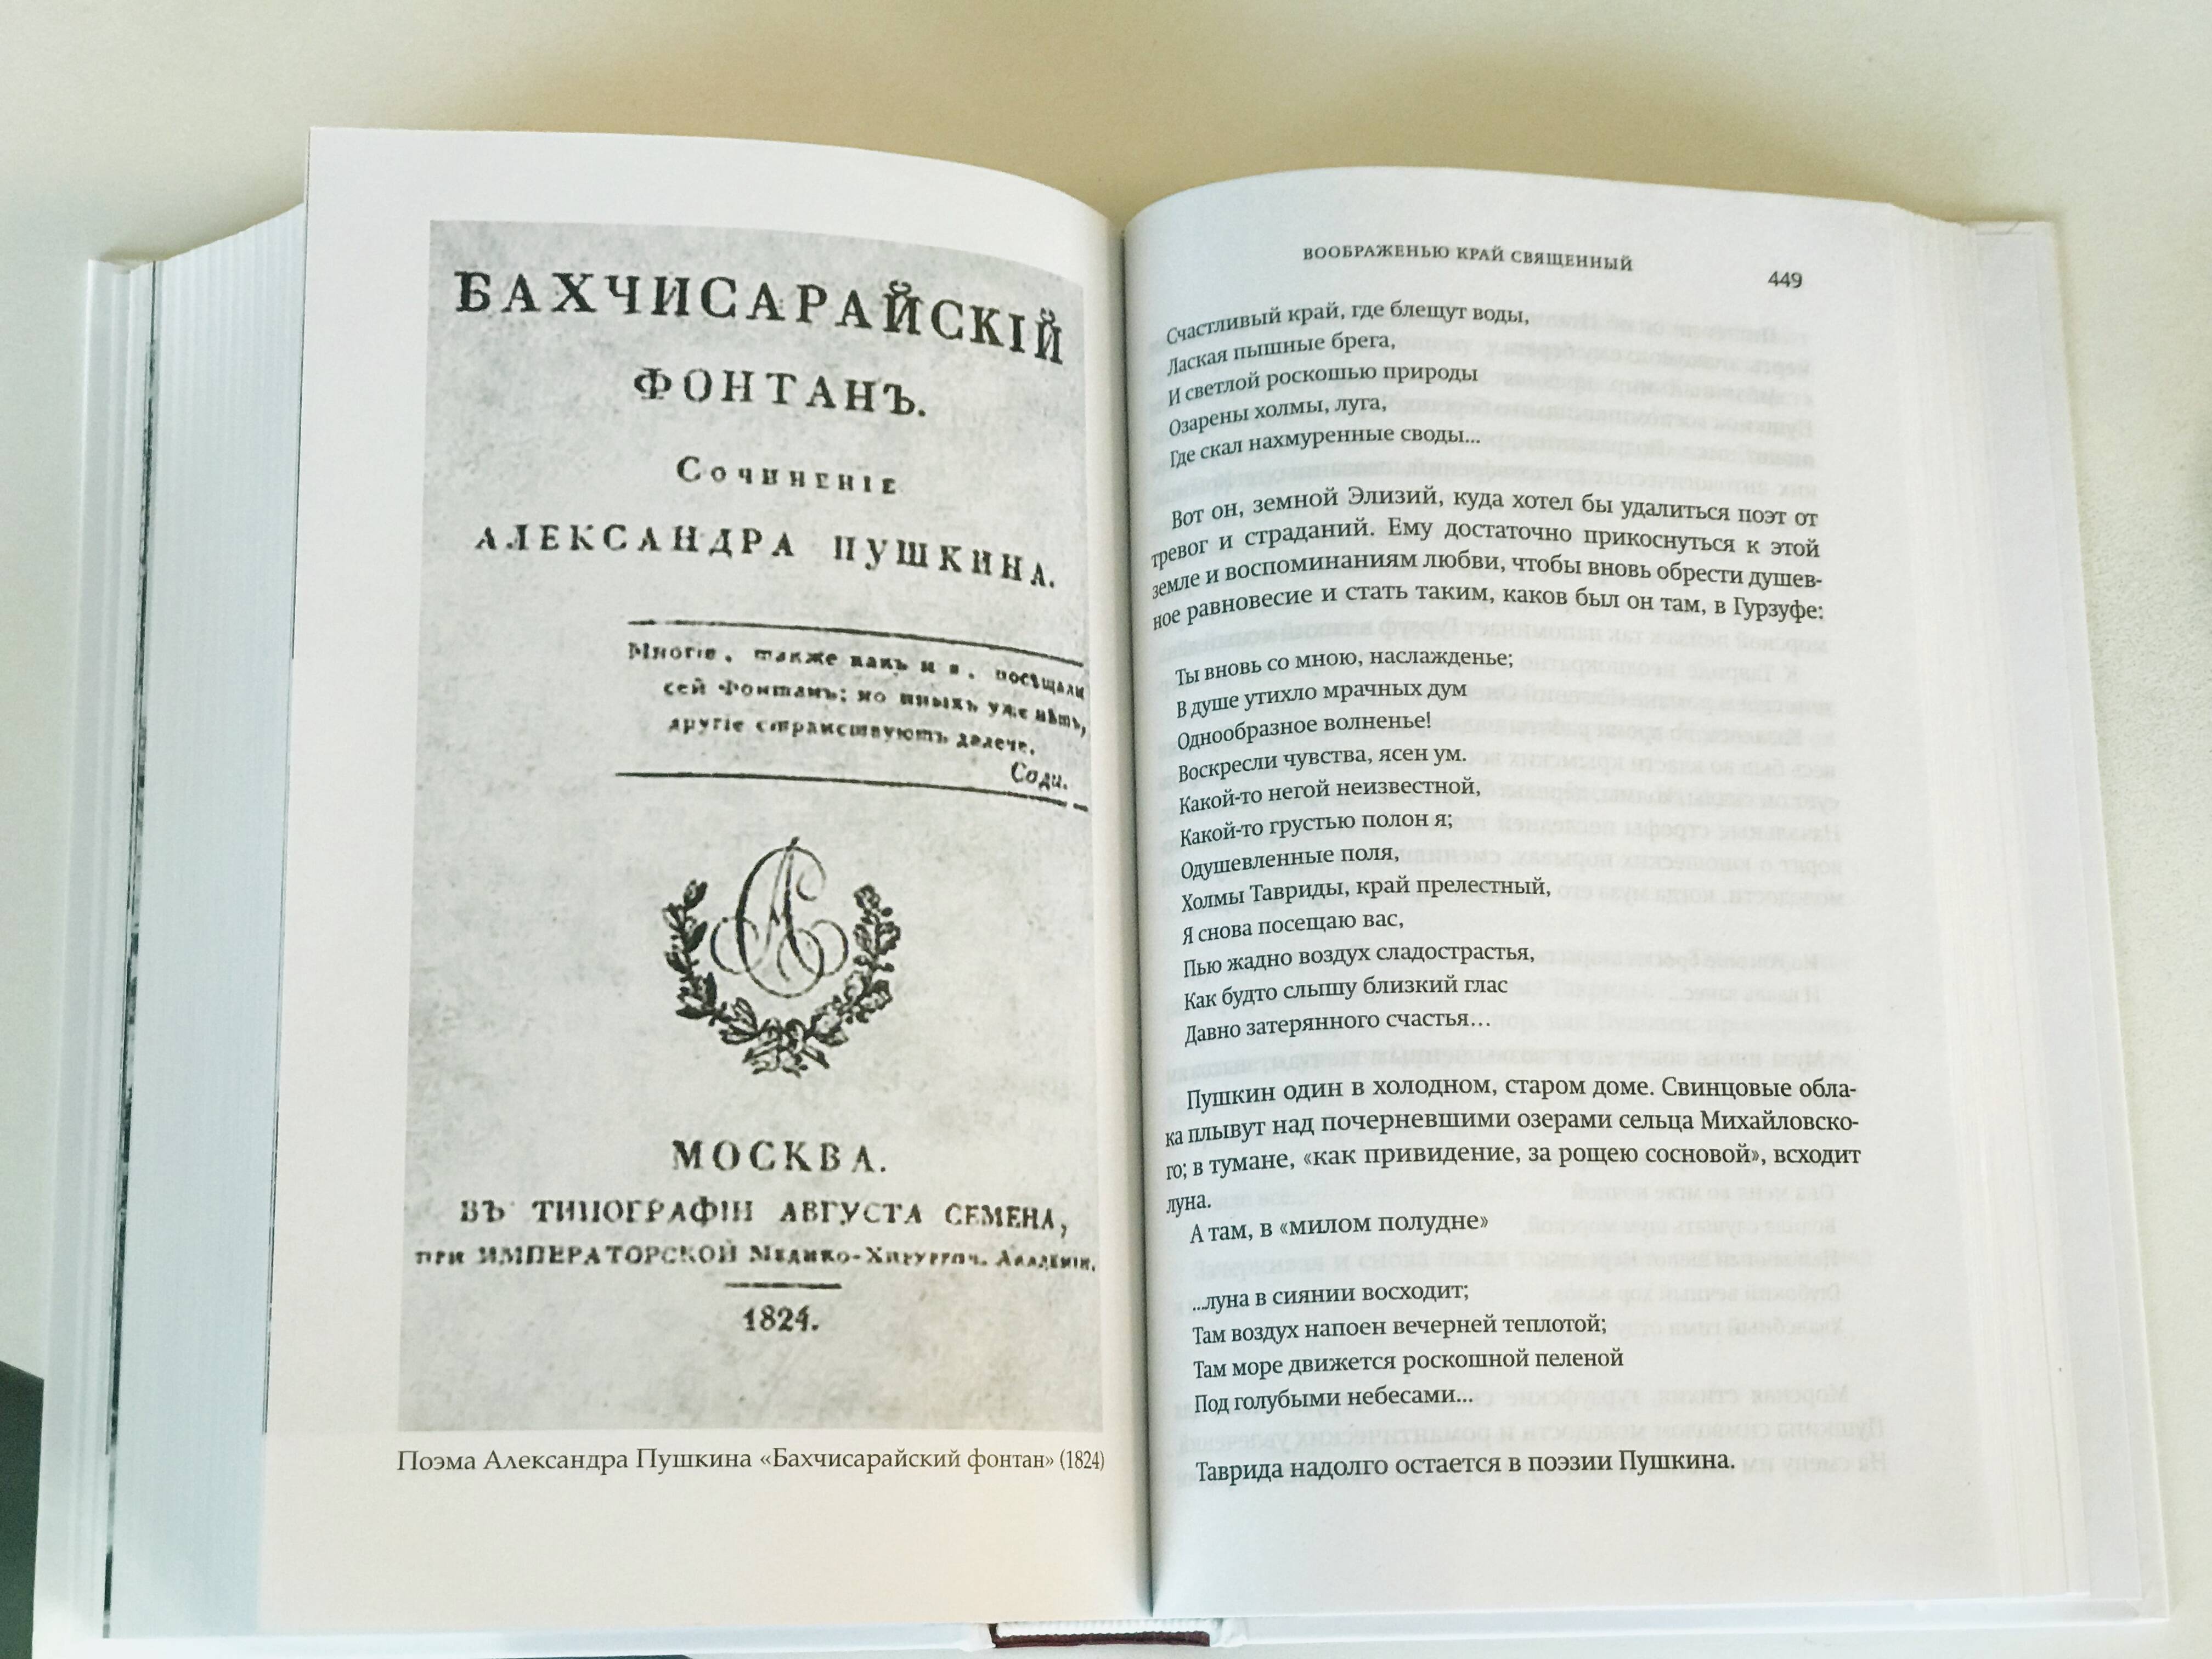 БАХЧИСАРАЙСКІЙ
ФОНТАНЪ.
Сочиненіе
АЛЕКСАНДРА ПУШКИНА.
Многіе, также какъ и я, посѣщали
сей Фонтанъ; но иныхъ уже нѣтъ,
другіе странствуютъ далече.
Сади.
МОСКВА.
ВЪ ТИПОГРАФІИ АВГУСТА СЕМЕНА,
ПРИ ИМПЕРАТОРСКОЙ Медико-Хирургич. Академіи.
1824.
Поэма Александра Пушкина «Бахчисарайский фонтан» (1824)
ВООБРАЖЕНЬЮ КРАЙ СВЯЩЕННЫЙ
449
Счастливый край, где блещут воды,
Лаская пышные брега,
И светлой роскошью природы
Озарены холмы, луга,
Где скал нахмуренные своды...
Вот он, земной Элизий, куда хотел бы удалиться поэт от
тревог и страданий. Ему достаточно прикоснуться к этой
земле и воспоминаниям любви, чтобы вновь обрести душев-
ное равновесие и стать таким, каков был он там, в Гурзуфе:
Ты вновь со мною, наслажденье;
В душе утихло мрачных дум
Однообразное волненье!
Воскресли чувства, ясен ум.
Какой-то негой неизвестной,
Какой-то грустью полон я;
Одушевленные поля,
Холмы Тавриды, край прелестный,
Я снова посещаю вас,
Пью жадно воздух сладострастья,
Как будто слышу близкий глас
Давно затерянного счастья...
Пушкин один в холодном, старом доме. Свинцовые обла-
ка плывут над почерневшими озерами сельца Михайловско-
го; в тумане, «как привидение, за рощею сосновой», всходит
луна.
А там, в «милом полудне»
...луна в сиянии восходит;
Там воздух напоен вечерней теплотой;
Там море движется роскошной пеленой
Под голубыми небесами...
Таврида надолго остается в поэзии Пушкина.